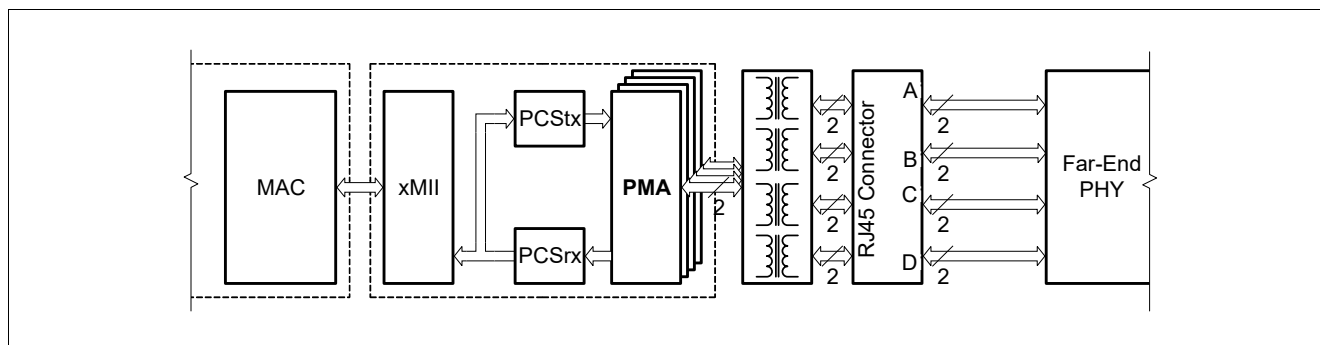 MAC
xMII
PCStx
PCSrx
PMA
2
2
2
2
2
RJ45 Connector
A
B
C
D
2
2
2
2
Far-End
PHY